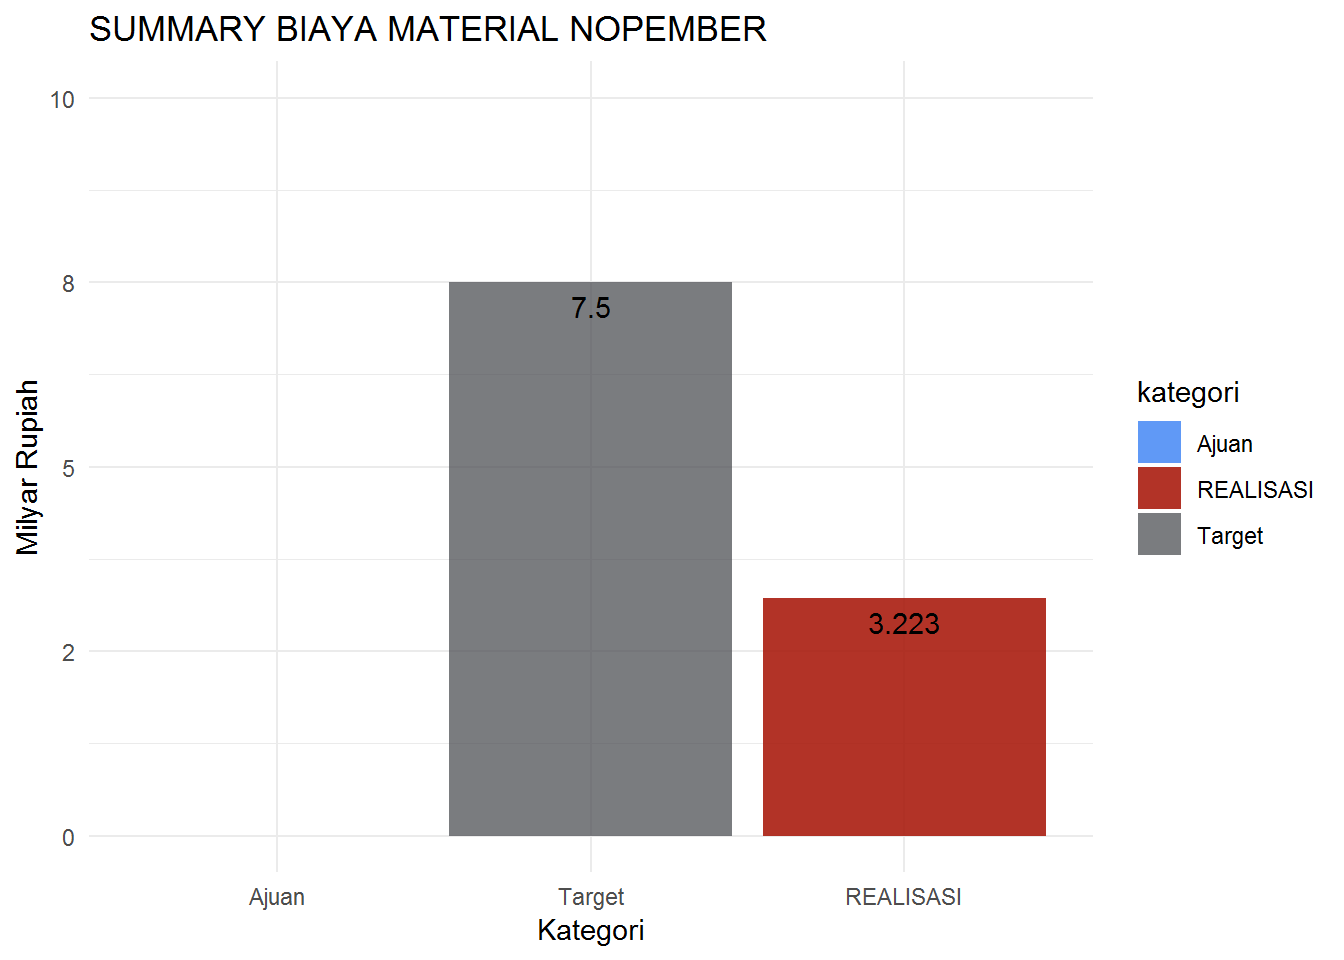 SUMMARY BIAYA MATERIAL NOPEMBER
10
8
5
2
0
Milyar Rupiah
7.5
3.223
Ajuan
Target
REALISASI
Kategori
kategori
Ajuan
REALISASI
Target